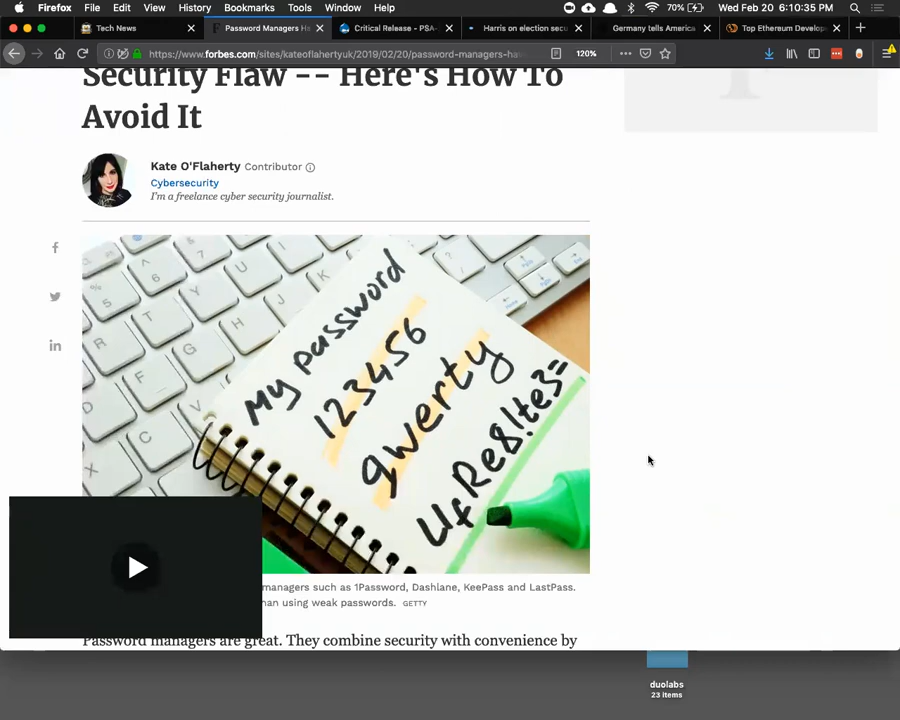 Firefox File Edit View History Bookmarks Tools Window Help 70% Wed Feb 20 6:10:35 PM
Tech News Password Managers Ha Critical Release - PSA- Harris on election secu Germany tells America Top Ethereum Develop
https://www.forbes.com/sites/kateoflahertyuk/2019/02/20/password-managers-ha 120%
Security Flaw -- Here's How To
Avoid It
Kate O'Flaherty Contributor
Cybersecurity
I'm a freelance cyber security journalist.
My password
123456
qwerty
UfRe8!te3=
managers such as 1Password, Dashlane, KeePass and LastPass.
han using weak passwords. GETTY
Password managers are great. They combine security with convenience by
duolabs
23 items